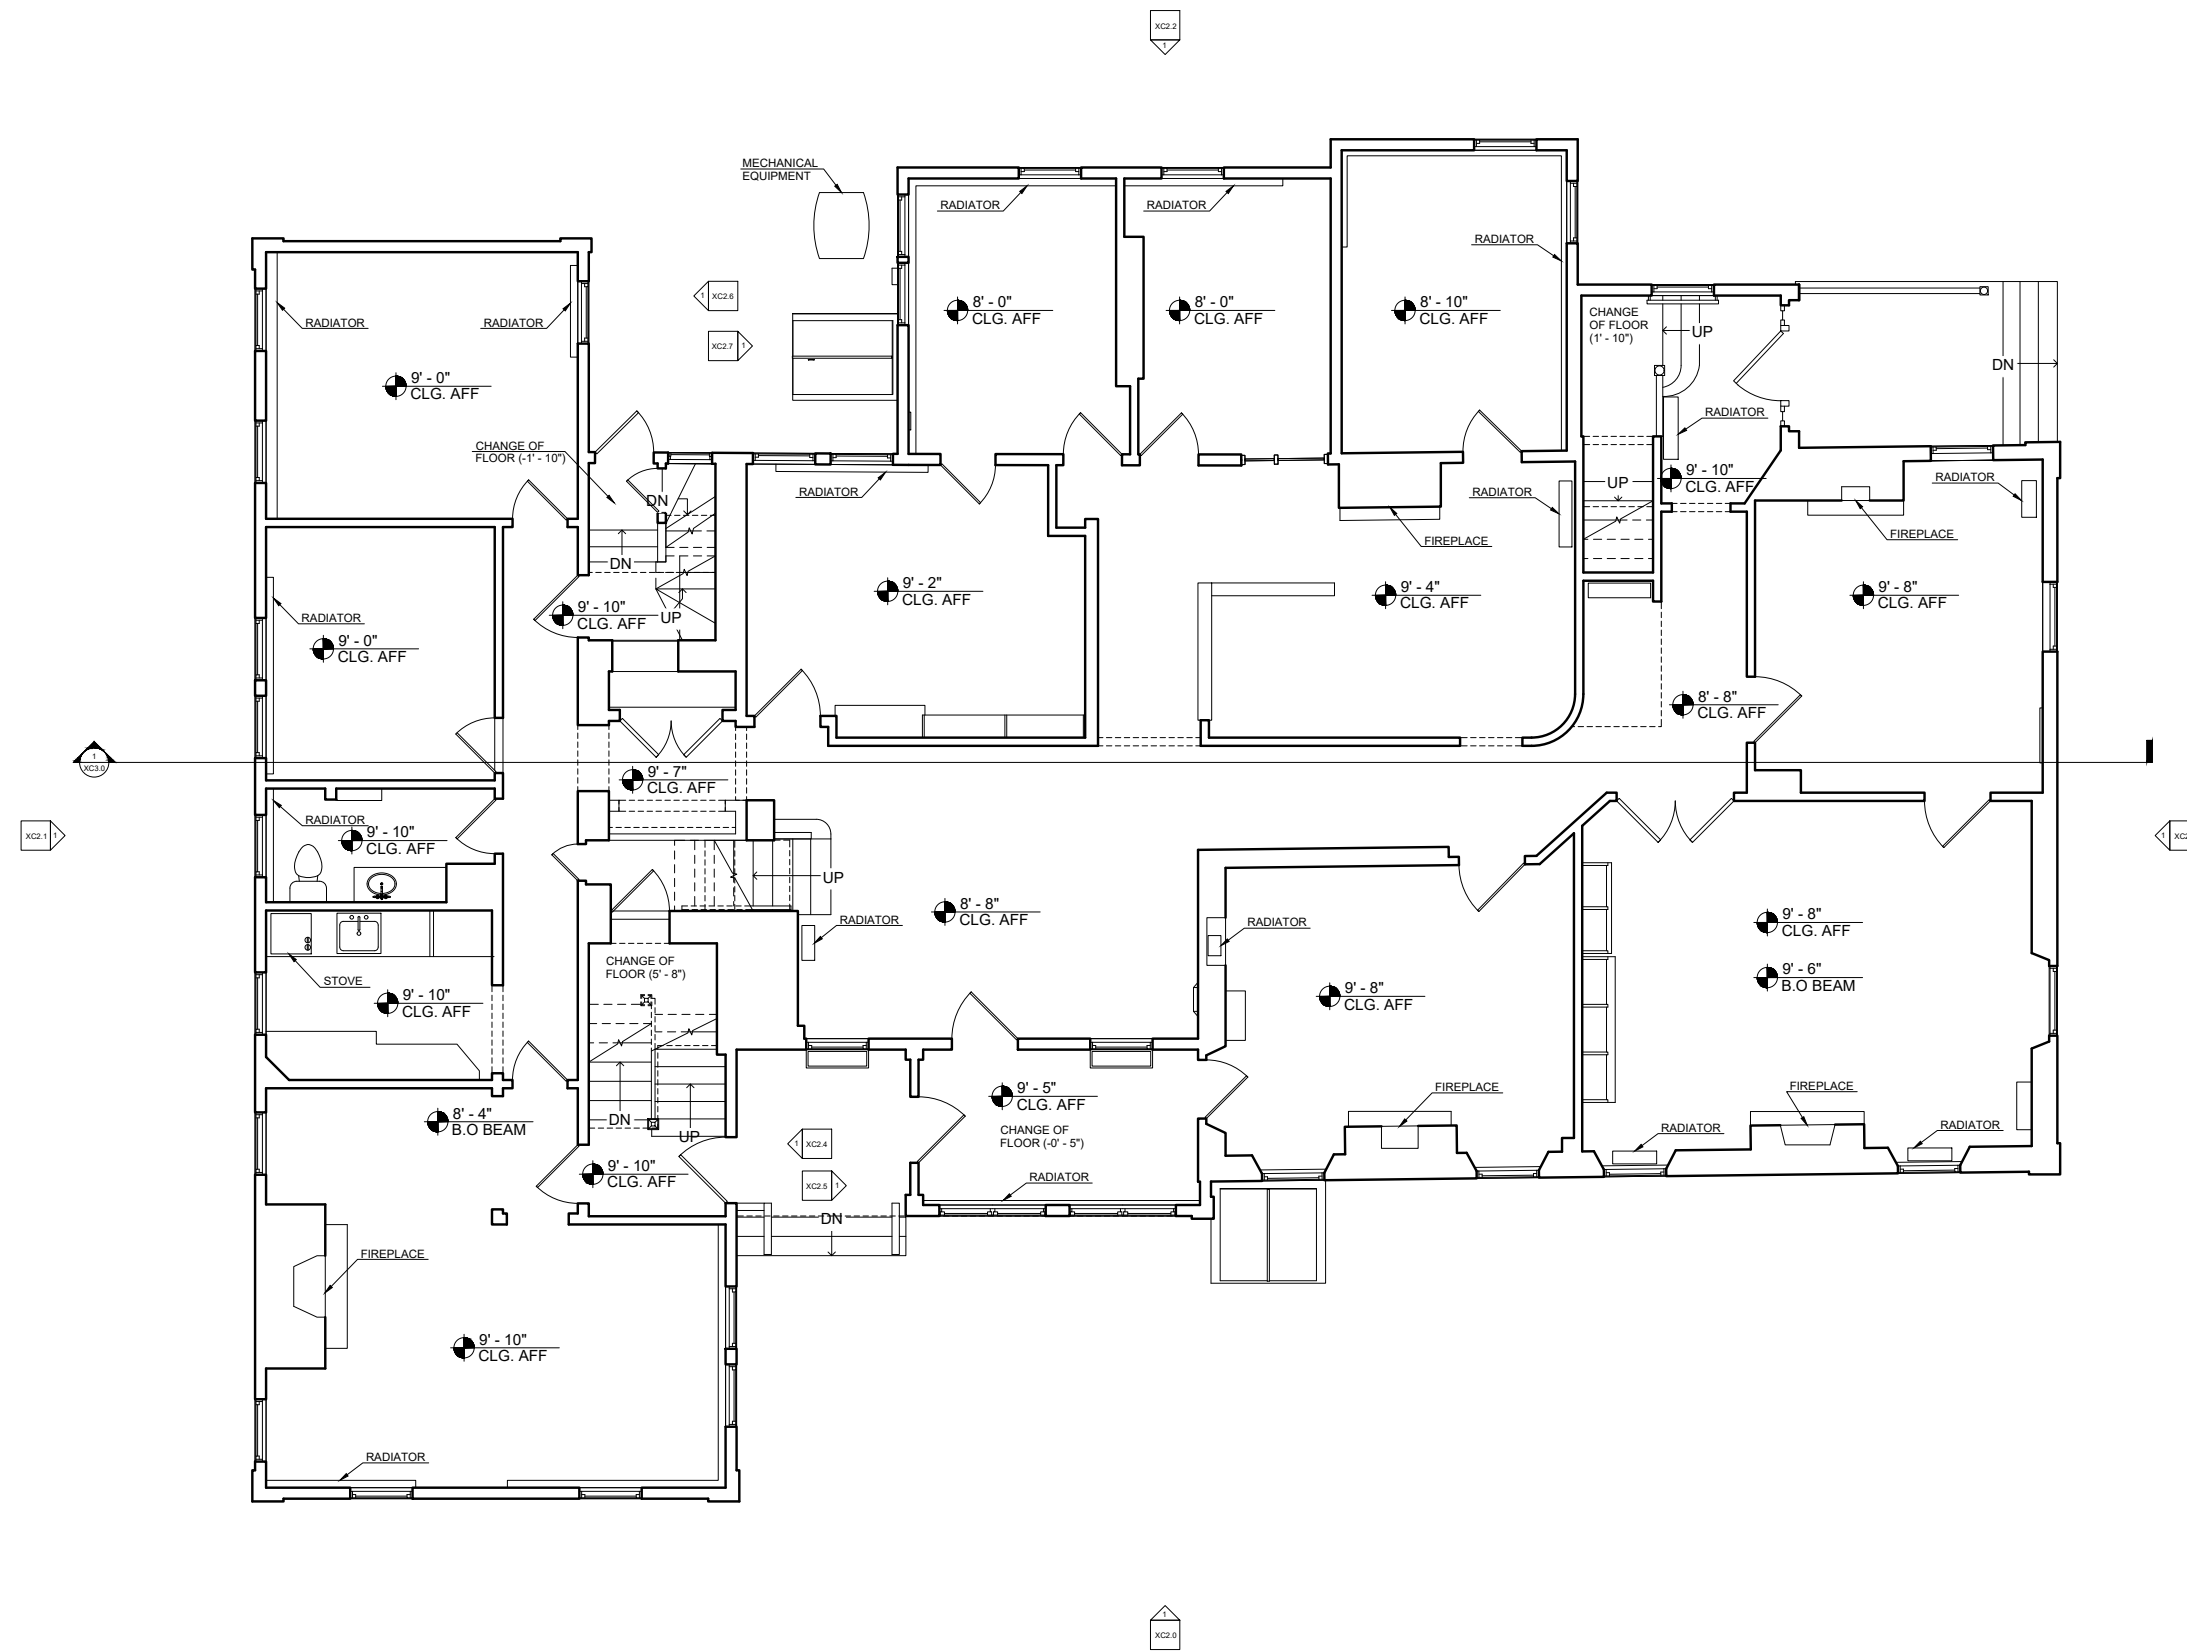 XC2.2
1
MECHANICAL
EQUIPMENT
RADIATOR
RADIATOR
RADIATOR
1
XC2.6
XC2.7
1
8' - 0"
CLG. AFF
8' - 0"
CLG. AFF
8' - 10"
CLG. AFF
CHANGE
OF FLOOR
(1' - 10")
UP
DN
RADIATOR
RADIATOR
9' - 0"
CLG. AFF
RADIATOR
CHANGE OF
FLOOR (-1' - 10")
DN
RADIATOR
RADIATOR
UP
9' - 10"
CLG. AFF
RADIATOR
FIREPLACE
FIREPLACE
DN
9' - 2"
CLG. AFF
9' - 4"
CLG. AFF
9' - 8"
CLG. AFF
RADIATOR
9' - 0"
CLG. AFF
9' - 10"
CLG. AFF
UP
8' - 8"
CLG. AFF
1
XC3.0
9' - 7"
CLG. AFF
XC2.1
1
1
RADIATOR
9' - 10"
CLG. AFF
UP
RADIATOR
8' - 8"
CLG. AFF
RADIATOR
9' - 8"
CLG. AFF
9' - 6"
B.O BEAM
STOVE
9' - 10"
CLG. AFF
CHANGE OF
FLOOR (5' - 8")
9' - 8"
CLG. AFF
8' - 4"
B.O BEAM
DN
UP
9' - 5"
CLG. AFF
CHANGE OF
FLOOR (-0' - 5")
FIREPLACE
FIREPLACE
RADIATOR
RADIATOR
1
XC2.4
XC2.5
1
9' - 10"
CLG. AFF
RADIATOR
DN
FIREPLACE
9' - 10"
CLG. AFF
RADIATOR
1
XC2.0